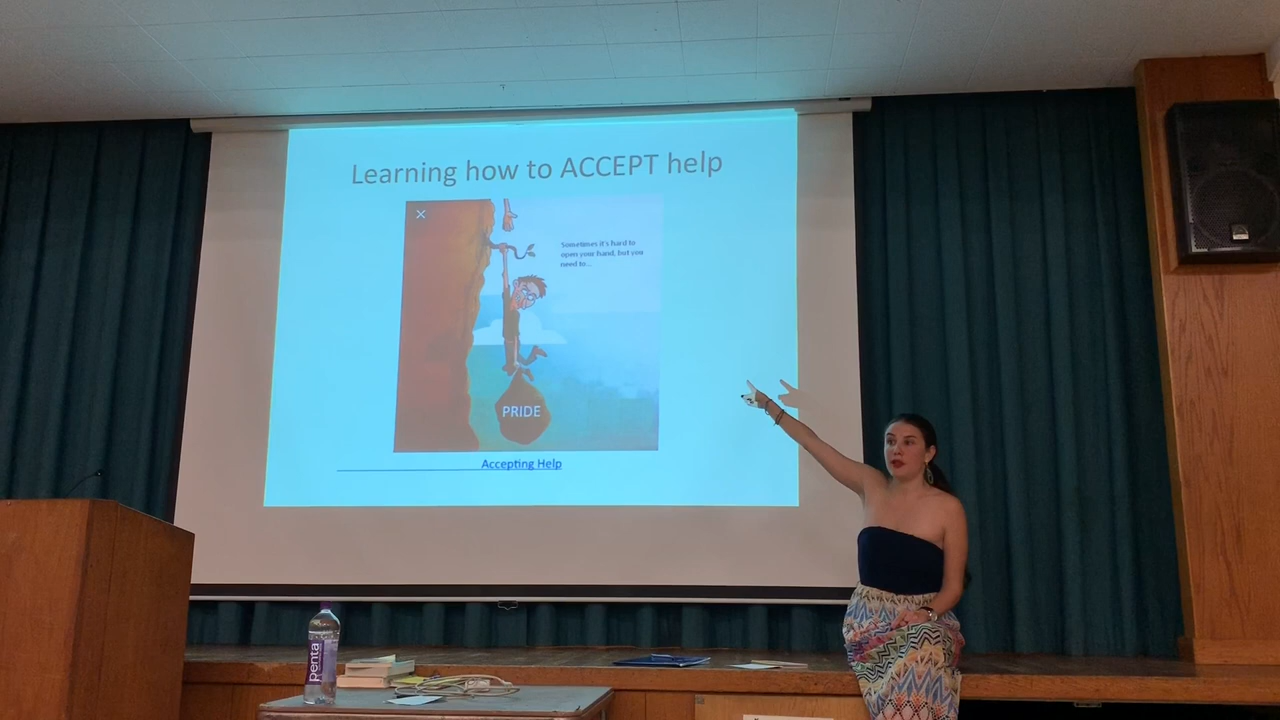 Learning how to ACCEPT help
Sometimes it's hard to
open your hand, but you
need to...
PRIDE
Accepting Help
penta